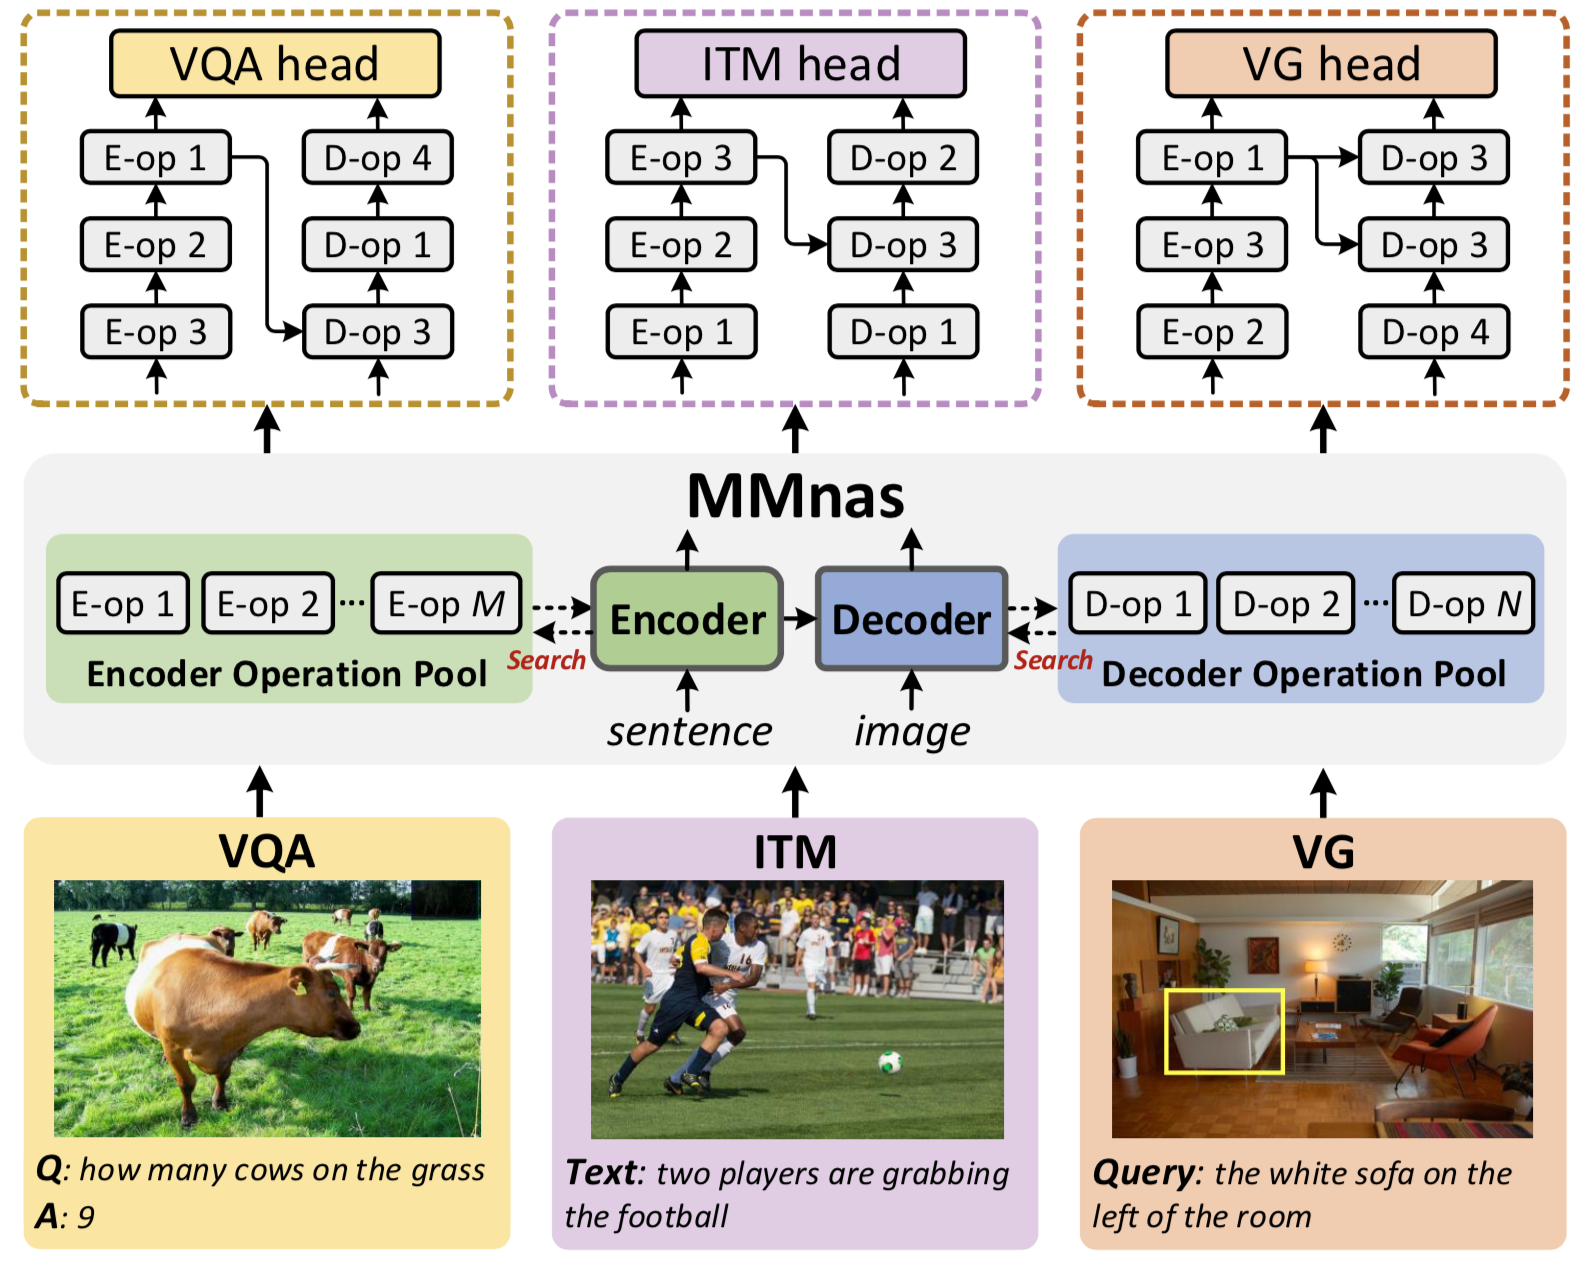 VQA head
E-op 1
D-op 4
E-op 2
D-op 1
E-op 3
D-op 3
ITM head
E-op 3
D-op 2
E-op 2
D-op 3
E-op 1
D-op 1
VG head
E-op 1
D-op 3
E-op 3
D-op 3
E-op 2
D-op 4
MMnas
E-op 1
E-op 2
...
E-op M
Encoder Operation Pool
Search
Encoder
Decoder
sentence
image
Search
D-op 1
D-op 2
...
D-op N
Decoder Operation Pool
VQA
Q: how many cows on the grass
A: 9
ITM
16
Text: two players are grabbing
the football
VG
Query: the white sofa on the
left of the room